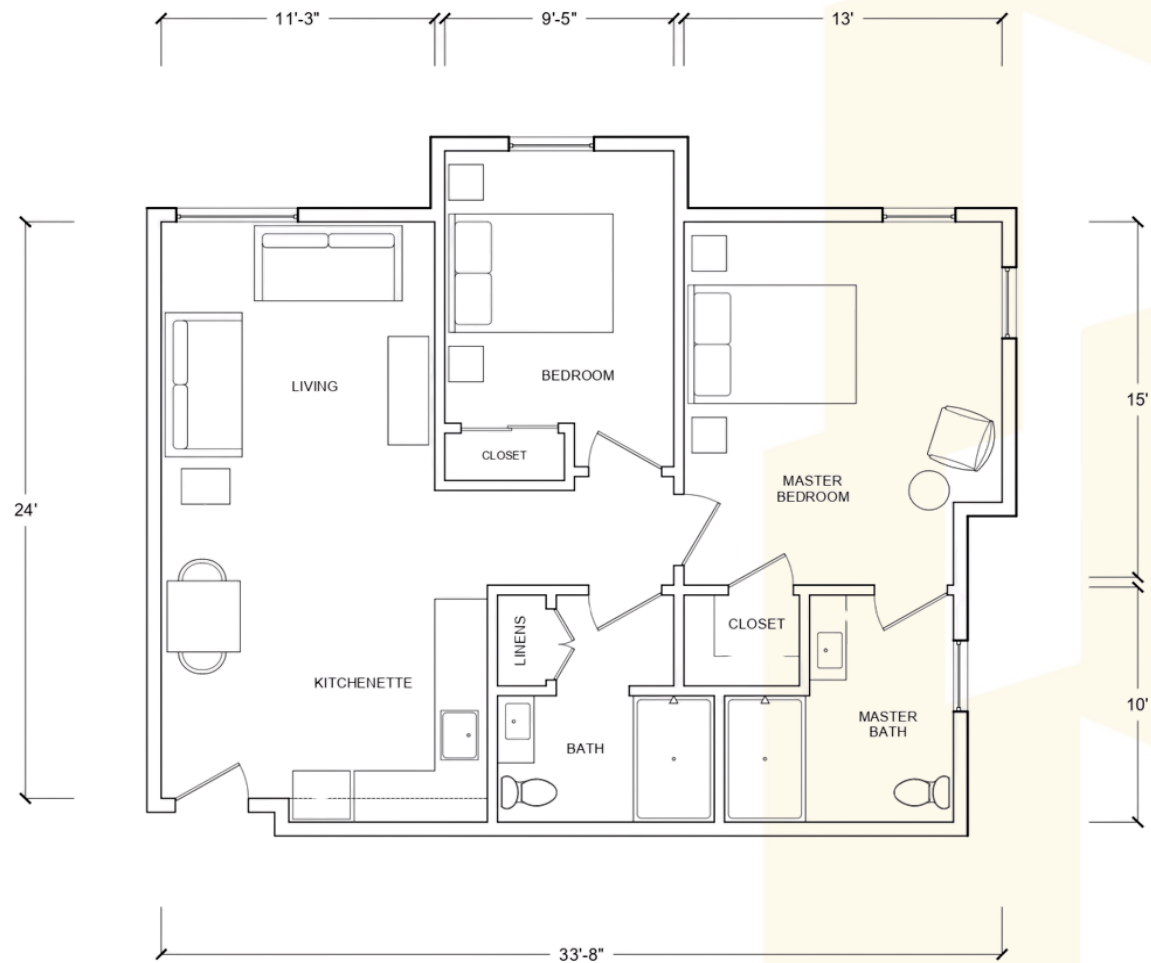 11'-3"
9'-5"
13'
LIVING
BEDROOM
CLOSET
MASTER
BEDROOM
24'
15'
LINENS
CLOSET
KITCHENETTE
BATH
MASTER
BATH
10'
33'-8"